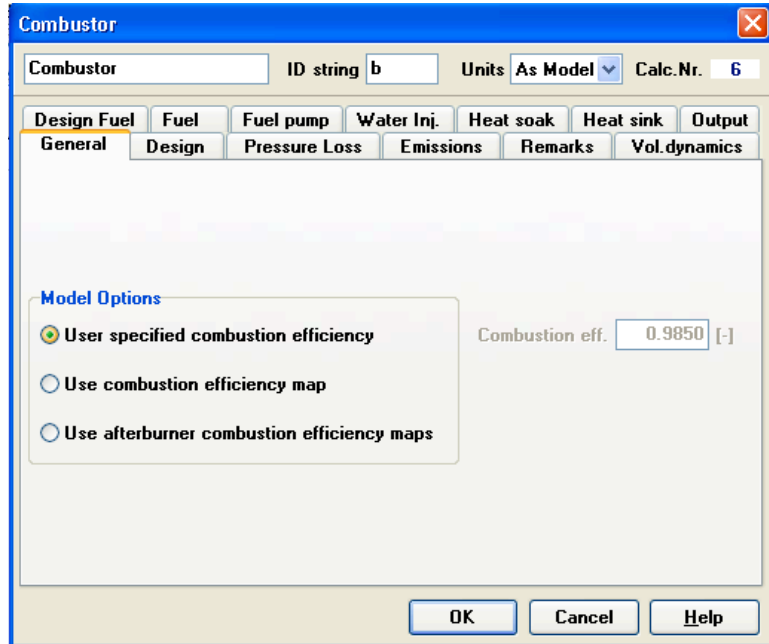 Combustor
Combustor ID string b Units As Model Calc.Nr. 6
Design Fuel Fuel Fuel pump Water Inj. Heat soak Heat sink Output
General Design Pressure Loss Emissions Remarks Vol.dynamics
Model Options
User specified combustion efficiency Combustion eff. 0.9850 [-]
Use combustion efficiency map
Use afterburner combustion efficiency maps
OK Cancel Help